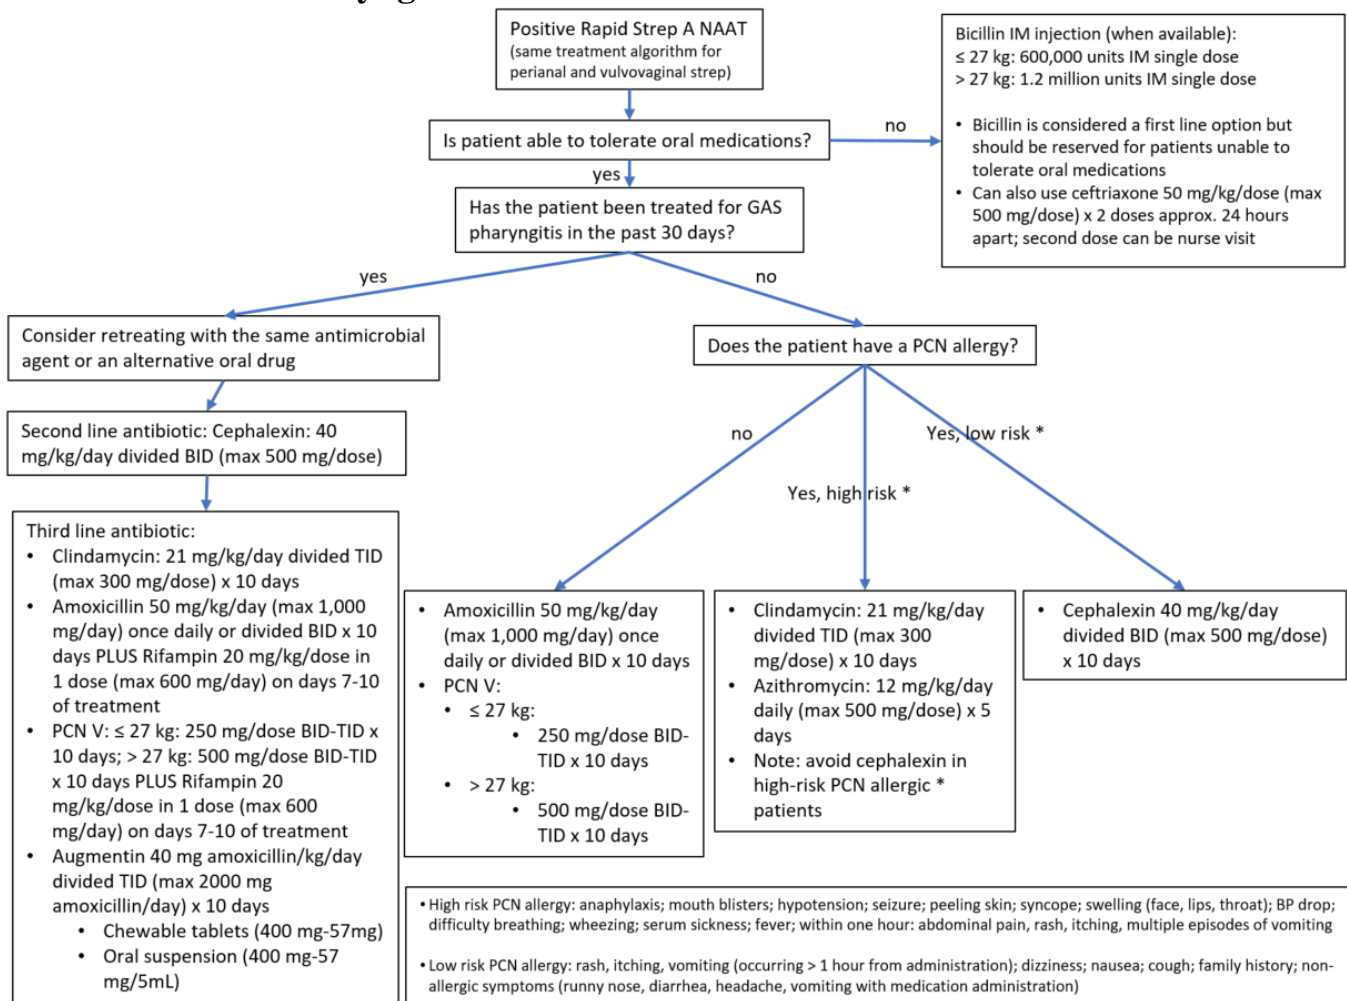 Positive Rapid Strep A NAAT
(same treatment algorithm for
perianal and vulvovaginal strep)
Bicillin IM injection (when available):
≤ 27 kg: 600,000 units IM single dose
> 27 kg: 1.2 million units IM single dose
• Bicillin is considered a first line option but
should be reserved for patients unable to
tolerate oral medications
• Can also use ceftriaxone 50 mg/kg/dose (max
500 mg/dose) x 2 doses approx. 24 hours
apart; second dose can be nurse visit
Is patient able to tolerate oral medications?
no
yes
Has the patient been treated for GAS
pharyngitis in the past 30 days?
yes
no
Consider retreating with the same antimicrobial
agent or an alternative oral drug
Does the patient have a PCN allergy?
Second line antibiotic: Cephalexin: 40
mg/kg/day divided BID (max 500 mg/dose)
no
Yes, high risk *
Yes, low risk *
Third line antibiotic:
• Clindamycin: 21 mg/kg/day divided TID
(max 300 mg/dose) x 10 days
• Amoxicillin 50 mg/kg/day (max 1,000
mg/day) once daily or divided BID x 10
days PLUS Rifampin 20 mg/kg/dose in
1 dose (max 600 mg/day) on days 7-10
of treatment
• PCN V: ≤ 27 kg: 250 mg/dose BID-TID x
10 days; > 27 kg: 500 mg/dose BID-TID
x 10 days PLUS Rifampin 20
mg/kg/dose in 1 dose (max 600
mg/day) on days 7-10 of treatment
• Augmentin 40 mg amoxicillin/kg/day
divided TID (max 2000 mg
amoxicillin/day) x 10 days
• Chewable tablets (400 mg-57mg)
• Oral suspension (400 mg-57
mg/5mL)
• Amoxicillin 50 mg/kg/day
(max 1,000 mg/day) once
daily or divided BID x 10 days
• PCN V:
• ≤ 27 kg:
• 250 mg/dose BID-
TID x 10 days
• > 27 kg:
• 500 mg/dose BID-
TID x 10 days
• Clindamycin: 21 mg/kg/day
divided TID (max 300
mg/dose) x 10 days
• Azithromycin: 12 mg/kg/day
daily (max 500 mg/dose) x 5
days
• Note: avoid cephalexin in
high-risk PCN allergic *
patients
• Cephalexin 40 mg/kg/day
divided BID (max 500 mg/dose)
x 10 days
• High risk PCN allergy: anaphylaxis; mouth blisters; hypotension; seizure; peeling skin; syncope; swelling (face, lips, throat); BP drop;
difficulty breathing; wheezing; serum sickness; fever; within one hour: abdominal pain, rash, itching, multiple episodes of vomiting
• Low risk PCN allergy: rash, itching, vomiting (occurring > 1 hour from administration); dizziness; nausea; cough; family history; non-
allergic symptoms (runny nose, diarrhea, headache, vomiting with medication administration)